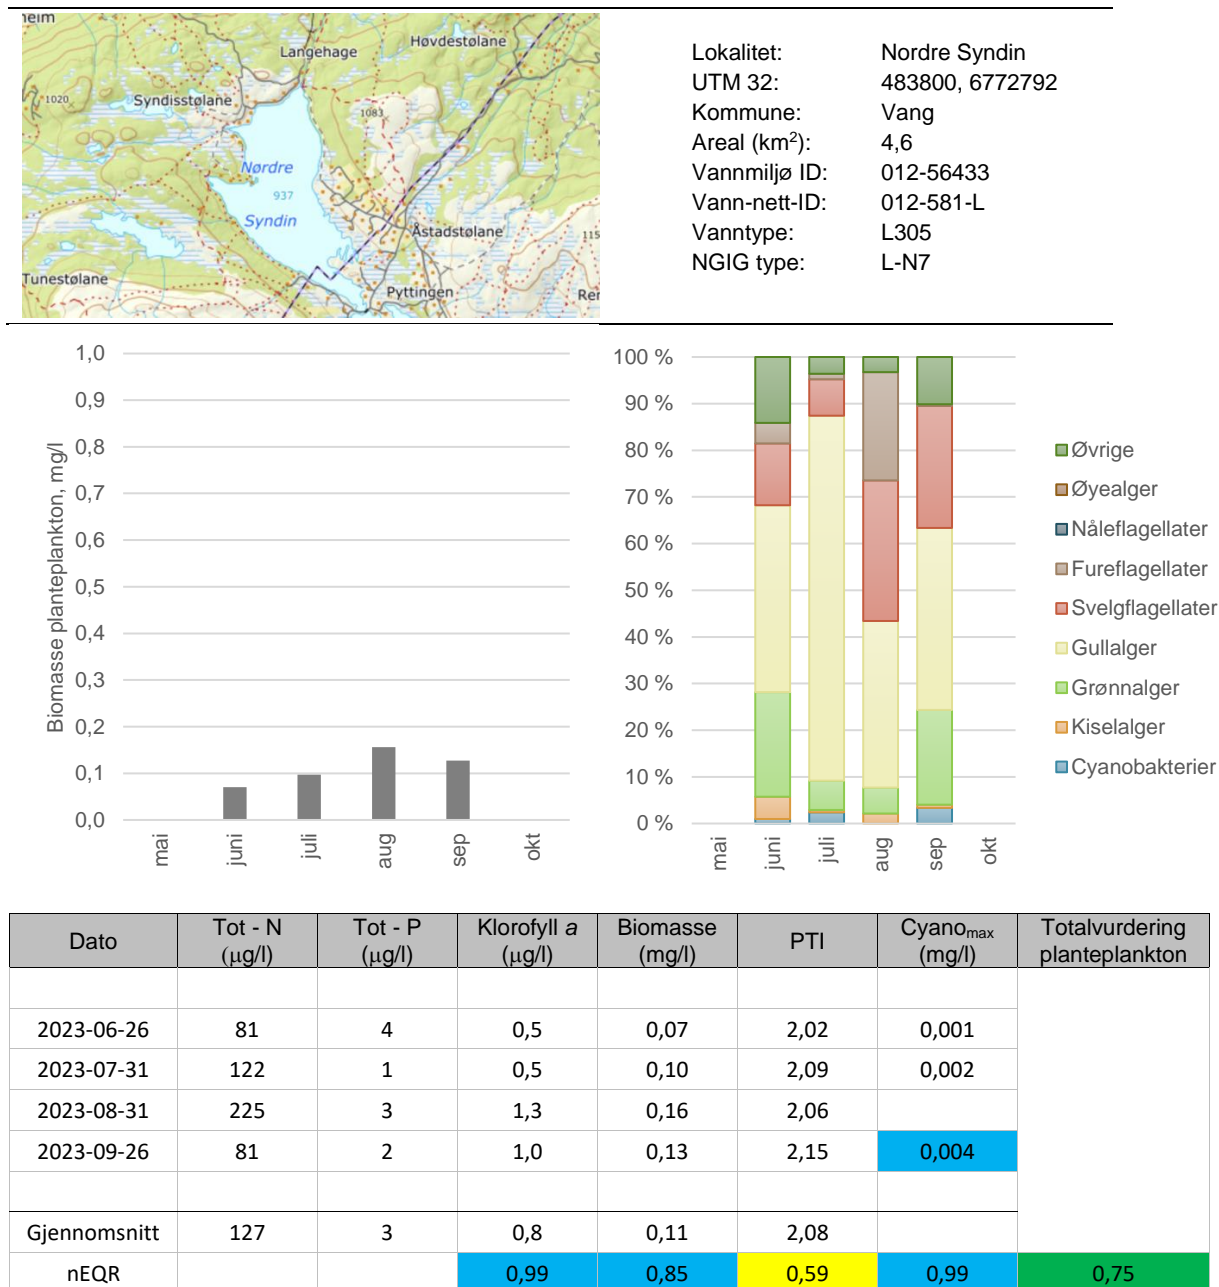 heim
Langehage
Høvdestølane
1020
Syndisstølane
1083
Nørdre
937
Syndin
Åstadstølane
115
Tunestølane
Pyttingen
Rer
Lokalitet: Nordre Syndin
UTM 32: 483800, 6772792
Kommune: Vang
Areal (km²): 4,6
Vannmiljø ID: 012-56433
Vann-nett-ID: 012-581-L
Vanntype: L305
NGIG type: L-N7
Biomasse planteplankton, mg/l
1,0
0,9
0,8
0,7
0,6
0,5
0,4
0,3
0,2
0,1
0,0
mai juni juli aug sep okt
100 %
90 %
80 %
70 %
60 %
50 %
40 %
30 %
20 %
10 %
0 %
mai juni juli aug sep okt
Øvrige
Øyealger
Nåleflagellater
Fureflagellater
Svelgflagellater
Gullalger
Grønnalger
Kiselalger
Cyanobakterier
Dato Tot - N (µg/l) Tot - P (µg/l) Klorofyll a (µg/l) Biomasse (mg/l) PTI Cyanomax (mg/l) Totalvurdering planteplankton
2023-06-26 81 4 0,5 0,07 2,02 0,001
2023-07-31 122 1 0,5 0,10 2,09 0,002
2023-08-31 225 3 1,3 0,16 2,06
2023-09-26 81 2 1,0 0,13 2,15 0,004
Gjennomsnitt 127 3 0,8 0,11 2,08
nEQR 0,99 0,85 0,59 0,99 0,75